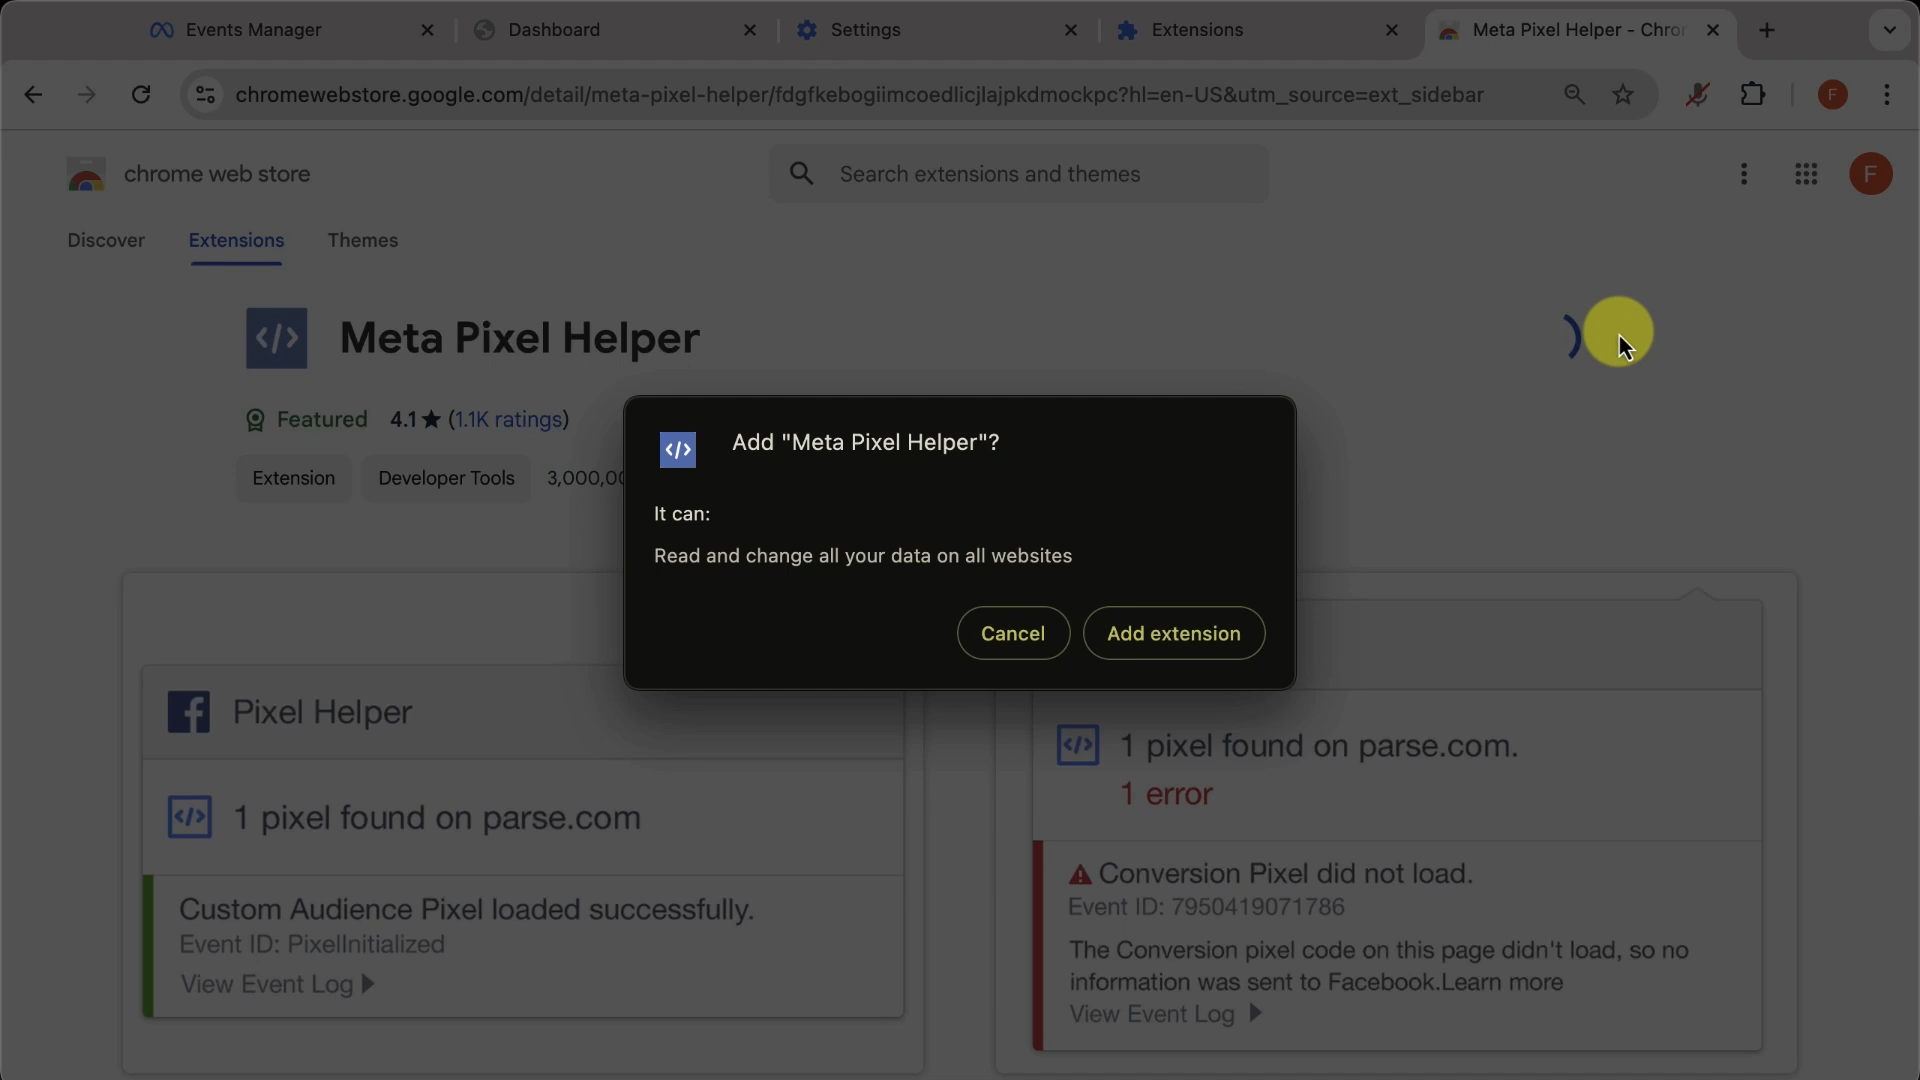 Events Manager
Dashboard
Settings
Extensions
Meta Pixel Helper - Chro
chromewebstore.google.com/detail/meta-pixel-helper/fdgfkebogiimcoedlicjlajpkdmockpc?hl=en-US&utm_source=ext_sidebar
F
chrome web store
Search extensions and themes
F
Discover
Extensions
Themes
Meta Pixel Helper
Featured 4.1★ (1.1K ratings)
Extension
Developer Tools
3,000,00
Add "Meta Pixel Helper"?
It can:
Read and change all your data on all websites
Cancel
Add extension
Pixel Helper
1 pixel found on parse.com
Custom Audience Pixel loaded successfully.
Event ID: PixelInitialized
View Event Log
1 pixel found on parse.com.
1 error
Conversion Pixel did not load.
Event ID: 7950419071786
The Conversion pixel code on this page didn't load, so no
information was sent to Facebook.Learn more
View Event Log